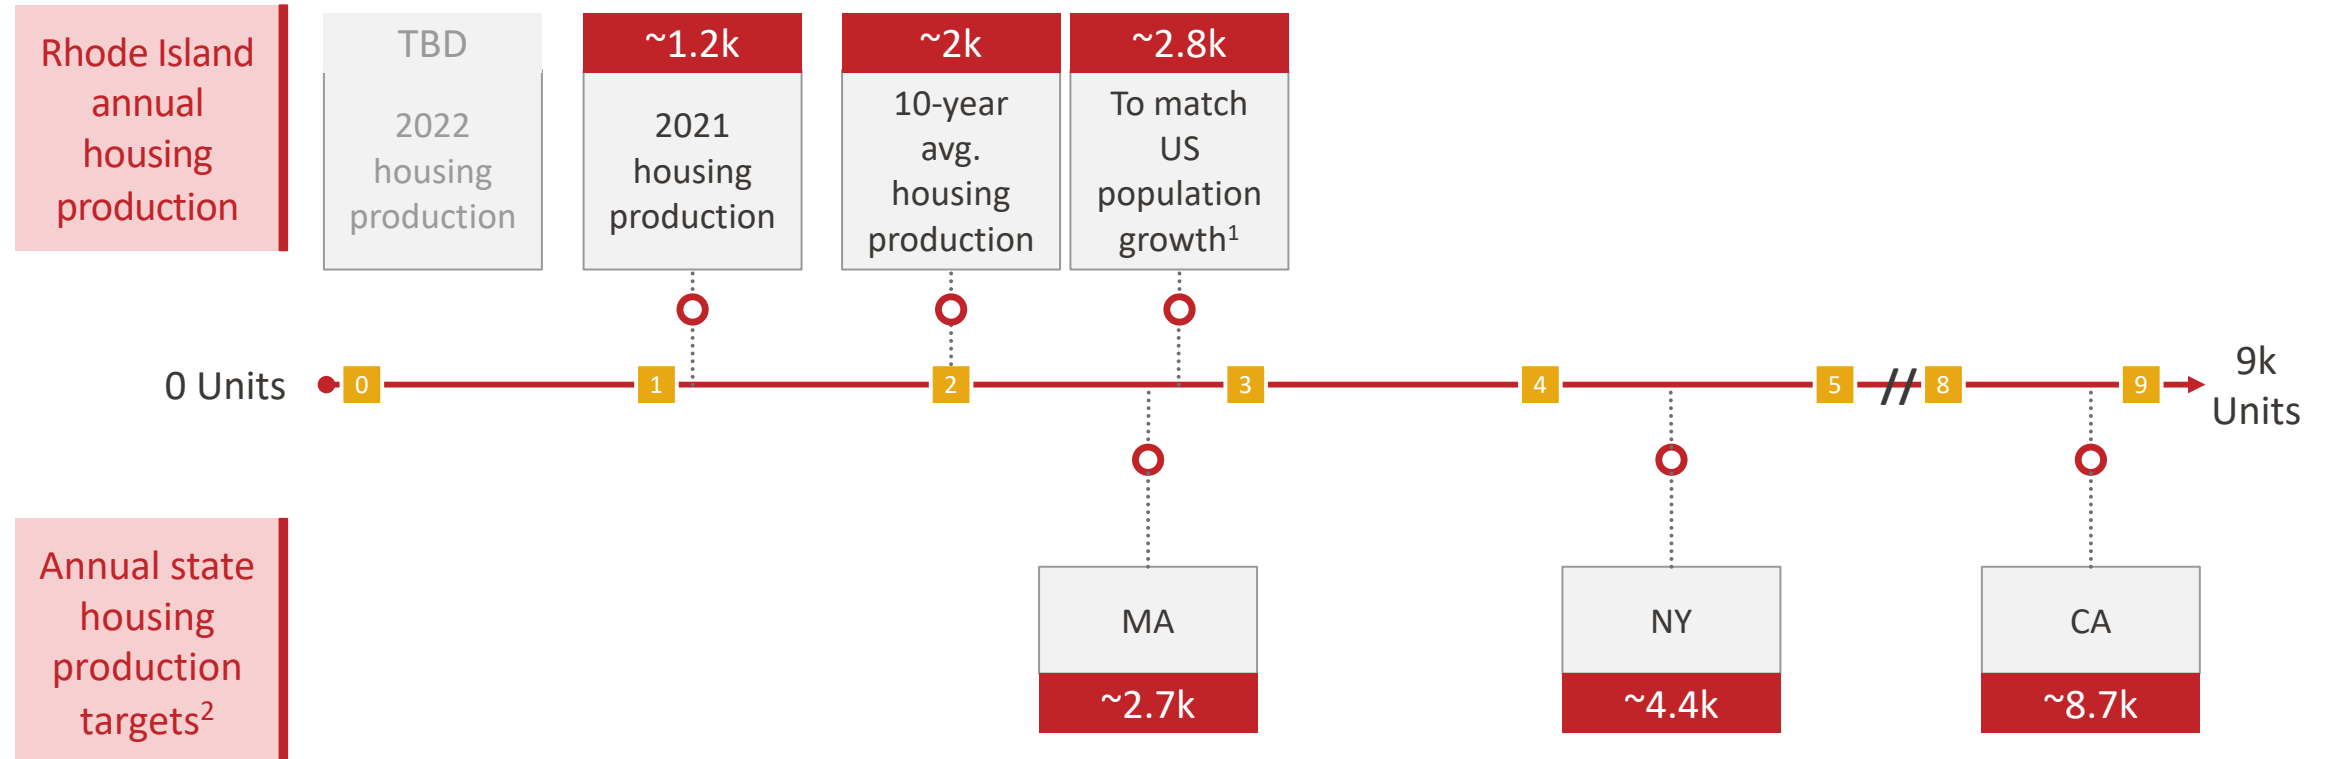 Rhode Island
annual
housing
production
TBD
2022
housing
production
~1.2k
2021
housing
production
~2k
10-year
avg.
housing
production
~2.8k
To match
US
population
growth¹
0 Units
0
1
2
3
4
5
//
8
9
9k
Units
Annual state
housing
production
targets²
MA
~2.7k
NY
~4.4k
CA
~8.7k